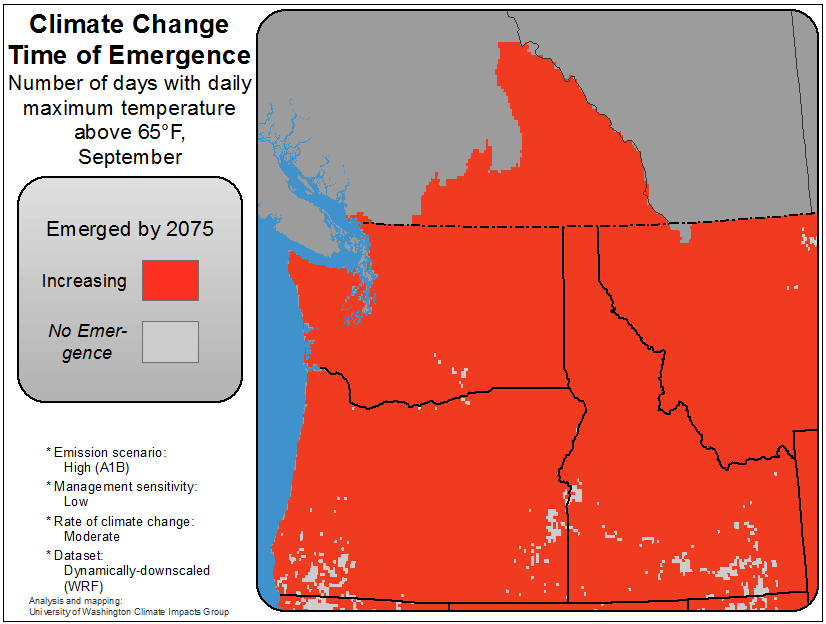 Climate Change
Time of Emergence
Number of days with daily
maximum temperature
above 65°F,
September
Emerged by 2075
Increasing
No Emer-
gence
* Emission scenario:
High (A1B)
* Management sensitivity:
Low
* Rate of climate change:
Moderate
* Dataset:
Dynamically-downscaled
(WRF)
Analysis and mapping:
University of Washington Climate Impacts Group